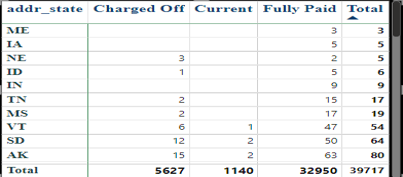 addr_state Charged Off Current Fully Paid Total
ME 3 3
IA 5 5
NE 3 2 5
ID 1 5 6
IN 9 9
TN 2 15 17
MS 2 17 19
VT 6 1 47 54
SD 12 2 50 64
AK 15 2 63 80
Total 5627 1140 32950 39717